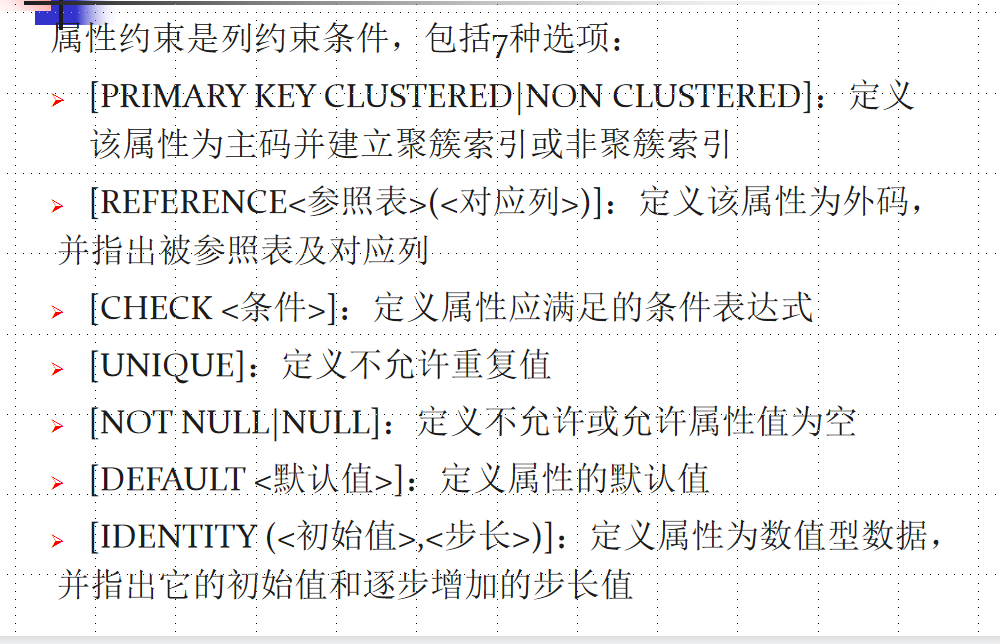 属性约束是列约束条件，包括7种选项：
[PRIMARY KEY CLUSTERED|NON CLUSTERED]：定义
该属性为主码并建立聚簇索引或非聚簇索引
[REFERENCE<参照表>(<对应列>)]：定义该属性为外码，
并指出被参照表及对应列
[CHECK <条件>]：定义属性应满足的条件表达式
[UNIQUE]：定义不允许重复值
[NOT NULL|NULL]：定义不允许或允许属性值为空
[DEFAULT <默认值>]：定义属性的默认值
[IDENTITY (<初始值>,<步长>)]：定义属性为数值型数据，
并指出它的初始值和逐步增加的步长值